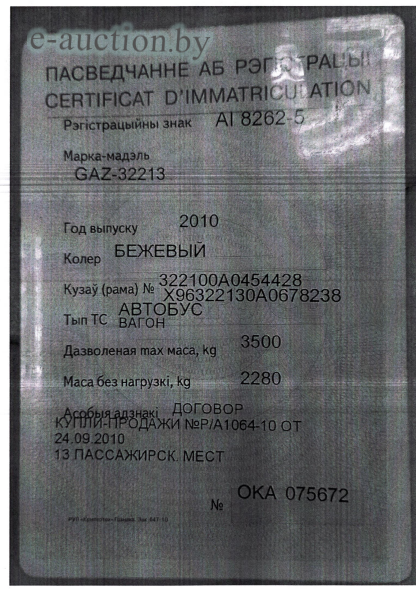 e-auction.by
ПАСВЕДЧАННЕ АБ РЭГІСТРАЦЫІ
CERTIFICAT D'IMMATRICULATION
Рэгістрацыйны знак AI 8262-5
Марка-мадэль
GAZ-32213
Год выпуску 2010
Колер БЕЖЕВЫЙ
322100A0454428
Кузаў (рама) № X96322130A0678238
Тып ТС АВТОБУС
ВАГОН
Дазволеная max маса, kg 3500
Маса без нагрузкі, kg 2280
Асобыя адзнакі ДОГОВОР
КУПЛИ-ПРОДАЖИ №Р/А1064-10 ОТ
24.09.2010
13 ПАССАЖИРСК. МЕСТ
№ OKA 075672